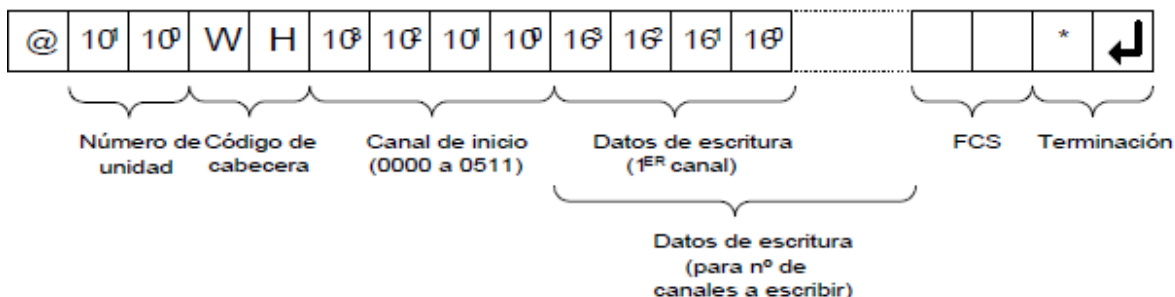 @ 10¹ 10⁰ W H 10³ 10² 10¹ 10⁰ 16³ 16² 16¹ 16⁰ * ↵
Número de unidad
Código de cabecera
Canal de inicio
(0000 a 0511)
Datos de escritura
(1ᴱᴿ canal)
FCS
Terminación
Datos de escritura
(para nº de
canales a escribir)